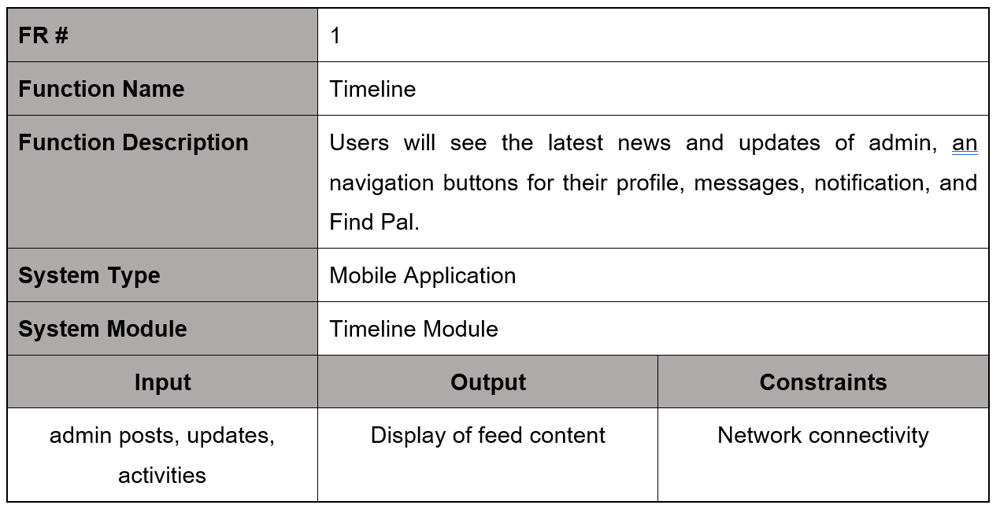 FR # 1
Function Name Timeline
Function Description Users will see the latest news and updates of admin, an
navigation buttons for their profile, messages, notification, and
Find Pal.
System Type Mobile Application
System Module Timeline Module
Input Output Constraints
admin posts, updates, Display of feed content Network connectivity
activities